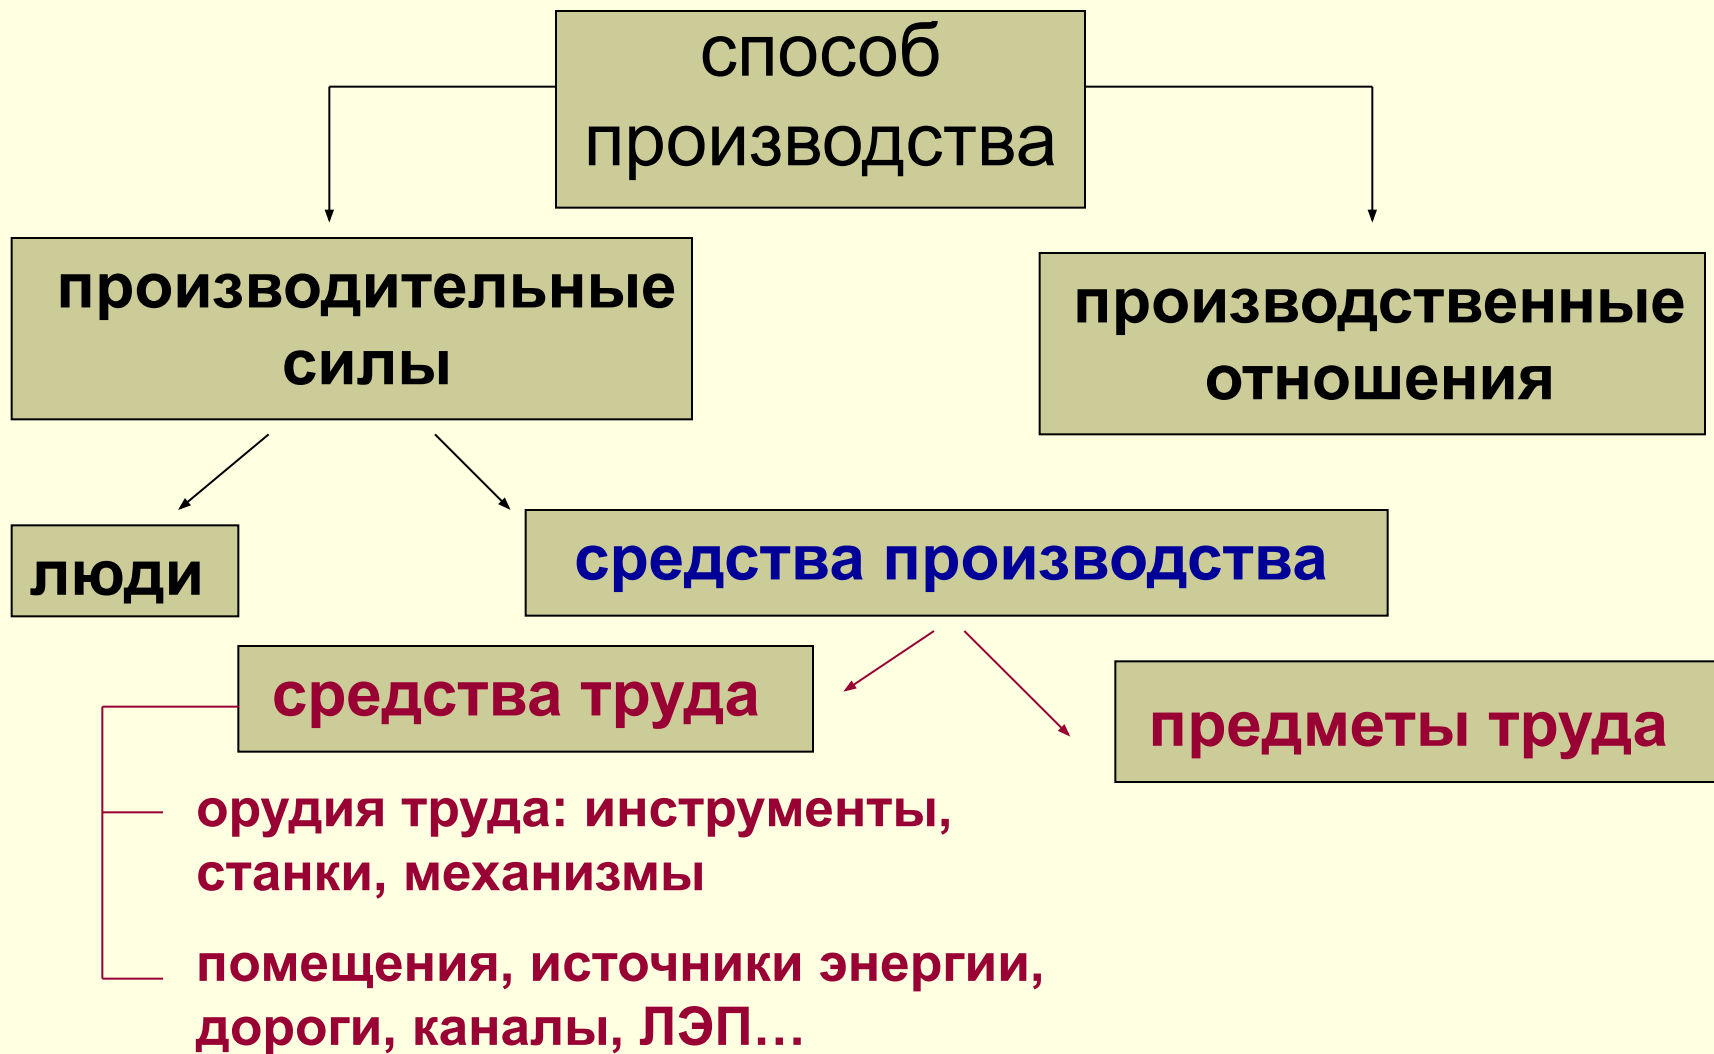 способ
производства
производительные
силы
производственные
отношения
люди
средства производства
средства труда
предметы труда
орудия труда: инструменты,
станки, механизмы
помещения, источники энергии,
дороги, каналы, ЛЭП...